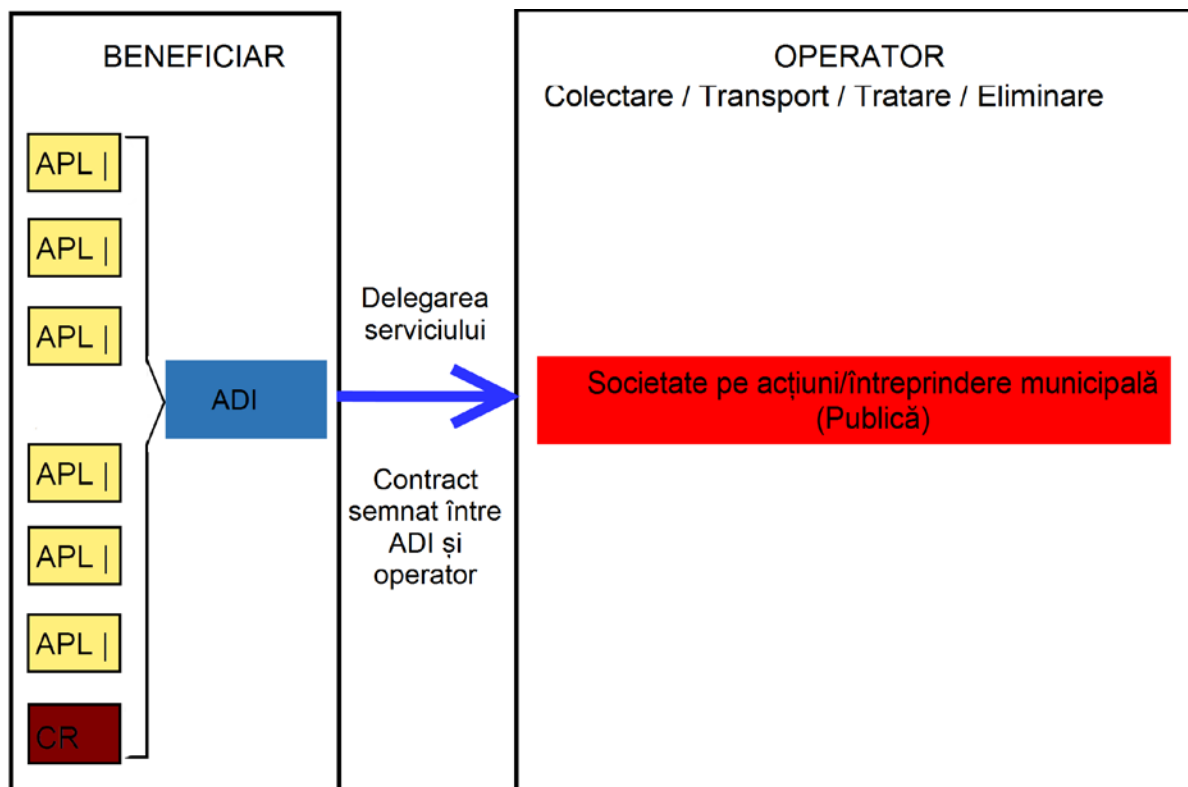 BENEFICIAR
APL |
APL |
APL |
APL |
APL |
APL |
CR
ADI
Delegarea
serviciului
Contract
semnat între
ADI și
operator
OPERATOR
Colectare / Transport / Tratare / Eliminare
Societate pe acțiuni/întreprindere municipală
(Publică)